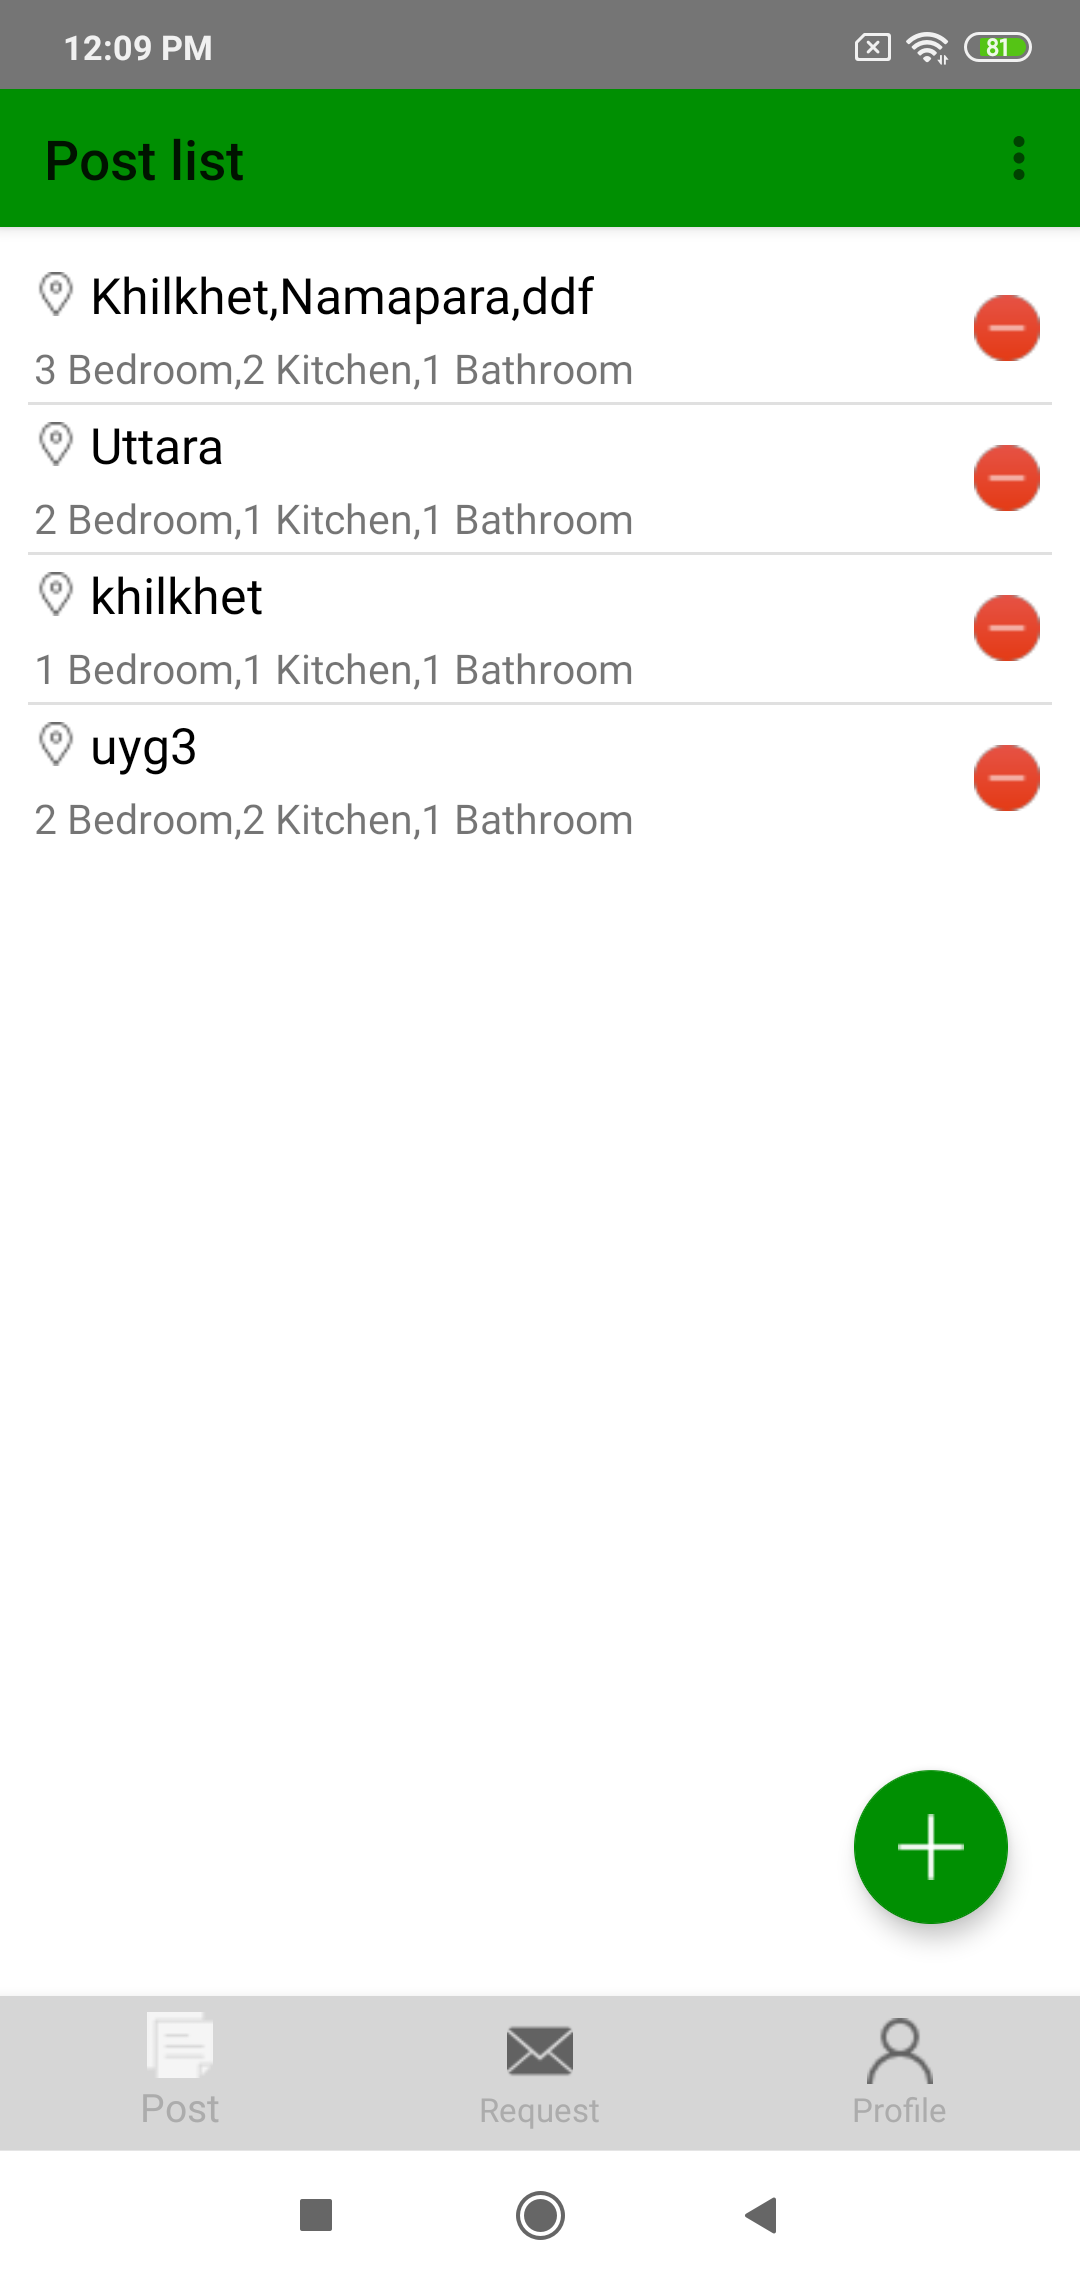 12:09 PM
81
Post list
Khilkhet,Namapara,ddf
3 Bedroom,2 Kitchen,1 Bathroom
Uttara
2 Bedroom,1 Kitchen,1 Bathroom
khilkhet
1 Bedroom,1 Kitchen,1 Bathroom
uyg3
2 Bedroom,2 Kitchen,1 Bathroom
Post
Request
Profile